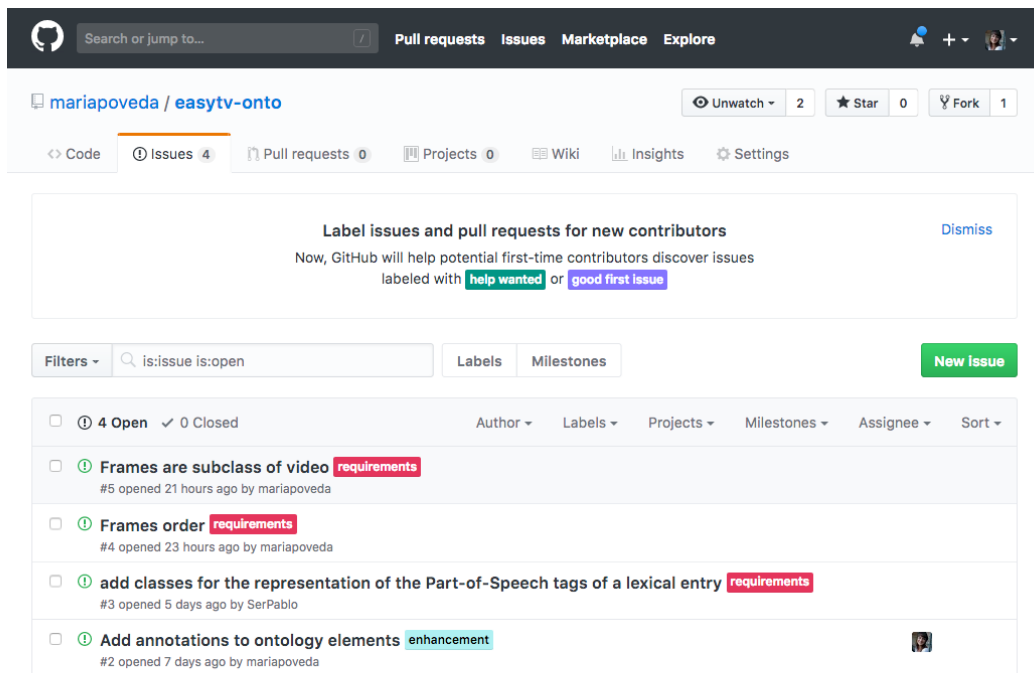 Search or jump to... / Pull requests Issues Marketplace Explore
mariapoveda / easytv-onto Unwatch 2 Star 0 Fork 1
Code Issues 4 Pull requests 0 Projects 0 Wiki Insights Settings
Label issues and pull requests for new contributors Dismiss
Now, GitHub will help potential first-time contributors discover issues
labeled with help wanted or good first issue
Filters is:issue is:open Labels Milestones New issue
4 Open 0 Closed Author Labels Projects Milestones Assignee Sort
Frames are subclass of video requirements
#5 opened 21 hours ago by mariapoveda
Frames order requirements
#4 opened 23 hours ago by mariapoveda
add classes for the representation of the Part-of-Speech tags of a lexical entry requirements
#3 opened 5 days ago by SerPablo
Add annotations to ontology elements enhancement
#2 opened 7 days ago by mariapoveda